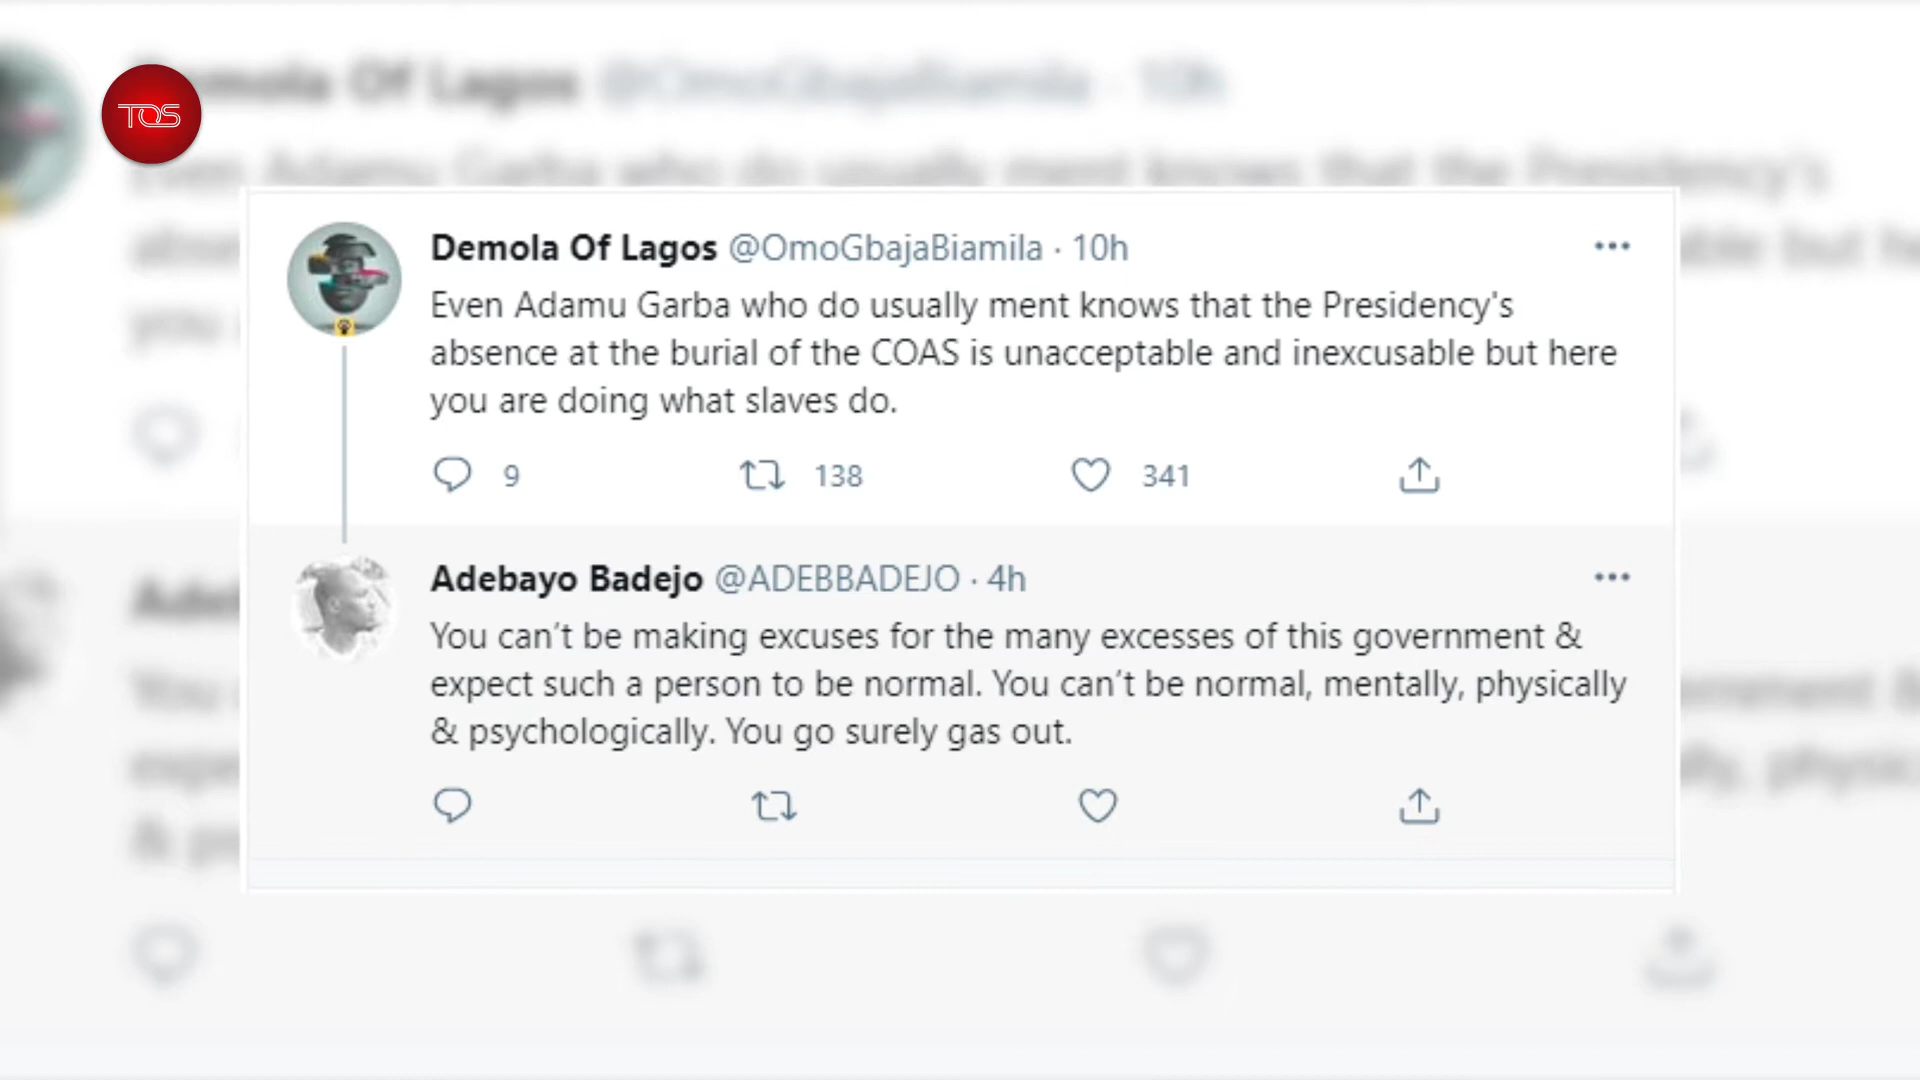 TOS
Demola Of Lagos @OmoGbajaBiamila · 10h
Even Adamu Garba who do usually ment knows that the Presidency's
absence at the burial of the COAS is unacceptable and inexcusable but here
you are doing what slaves do.
9 138 341
Adebayo Badejo @ADEBBADEJO · 4h
You can’t be making excuses for the many excesses of this government &
expect such a person to be normal. You can’t be normal, mentally, physically
& psychologically. You go surely gas out.